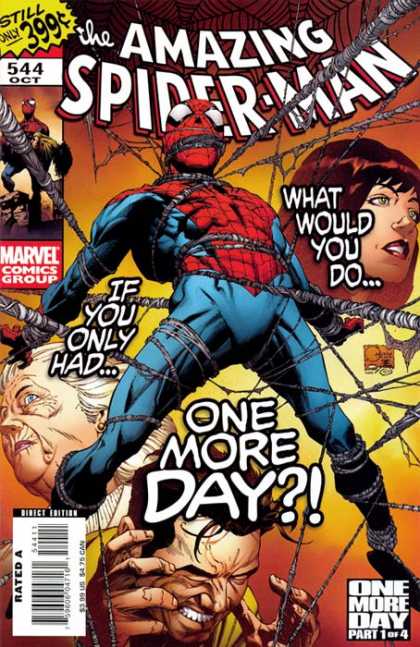 STILL
ONLY 399¢
the AMAZING
SPIDER-MAN
544
OCT
MARVEL
COMICS
GROUP
WHAT
WOULD
YOU
DO...
IF
YOU
ONLY
HAD...
ONE
MORE
DAY?!
DIRECT EDITION
RATED A
$3.99 US $4.75 CAN
54411
ONE
MORE
DAY
PART 1 OF 4